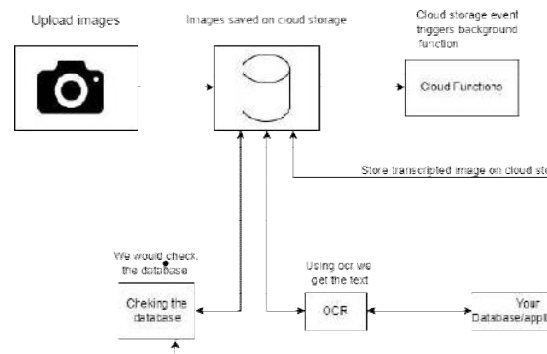 Upload images
Images saved on cloud storage
Cloud storage event
triggers background
function
Cloud Functions
Store transcripted image on cloud sto
We would check
the database
Using ocr we
get the text
Cheking the
database
OCR
Your
Database/appli